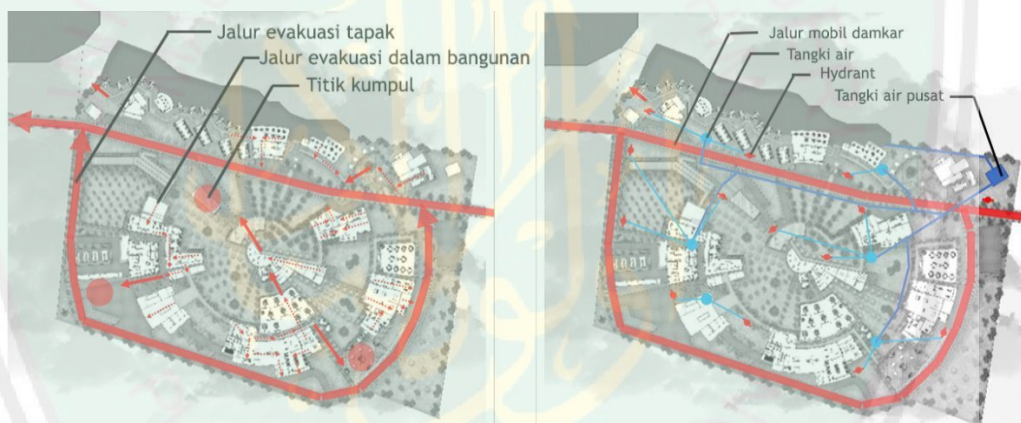 Jalur evakuasi tapak
Jalur evakuasi dalam bangunan
Titik kumpul
Jalur mobil damkar
Tangki air
Hydrant
Tangki air pusat